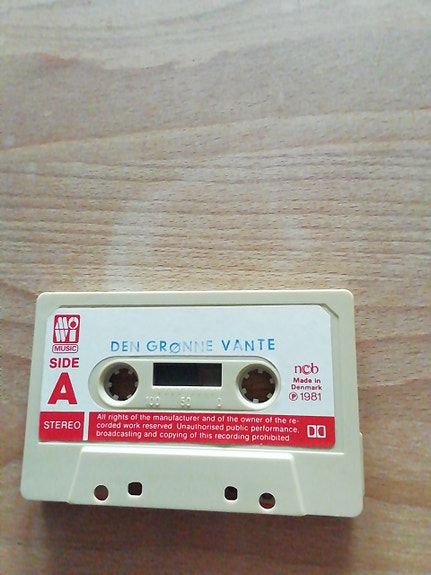 MOWI
MUSIC
DEN GRØNNE VANTE
SIDE
A
ncb
Made in
Denmark
Ⓟ 1981
100 50 0
STEREO
All rights of the manufacturer and of the owner of the re-
corded work reserved. Unauthorised public performance,
broadcasting and copying of this recording prohibited.